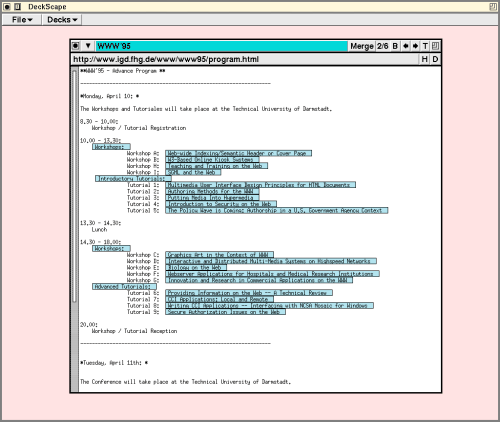 DeckScape
File Decks
WWW'95 Merge 2/6 B T
http://www.igd.fhg.de/www/www95/program.html H D
**WWW'95 - Advance Program **
*Monday, April 10: *
The Workshops and Tutoriales will take place at the Technical University of Darmstadt.
8.30 - 10.00:
Workshop / Tutorial Registration
10.00 - 13.30:
Workshops:
Workshop A: Web-wide Indexing/Semantic Header or Cover Page
Workshop D: WS-Based Online Kiosk Systems
Workshop H: Teaching and Training on the Web
Workshop I: SGML and the Web
Introductory Tutorials:
Tutorial 1: Multimedia User Interface Design Principles for HTML Documents
Tutorial 2: Authoring Methods for the WWW
Tutorial 3: Putting Media Into Hypermedia
Tutorial 4: Introduction to Security on the Web
Tutorial 5: The Policy Wave is Coming: Authorship in a U.S. Government Agency Context
13.30 - 14.30:
Lunch
14.30 - 18.00:
Workshops:
Workshop C: Graphics Art in the Context of WWW
Workshop B: Interactive and Distributed Multi-Media Systems on Highspeed Networks
Workshop E: Biology on the Web
Workshop F: Webserver Applications for Hospitals and Medical Research Institutions
Workshop G: Innovation and Research in Commercial Applications on the WWW
Advanced Tutorials:
Tutorial 6: Providing Information on the Web -- A Technical Review
Tutorial 7: CCI Applications: Local and Remote
Tutorial 8: Writing CCI Applications -- Interfacing with NCSA Mosaic for Windows
Tutorial 9: Secure Authorization Issues on the Web
20.00:
Workshop / Tutorial Reception
*Tuesday, April 11th: *
The Conference will take place at the Technical University of Darmstadt.